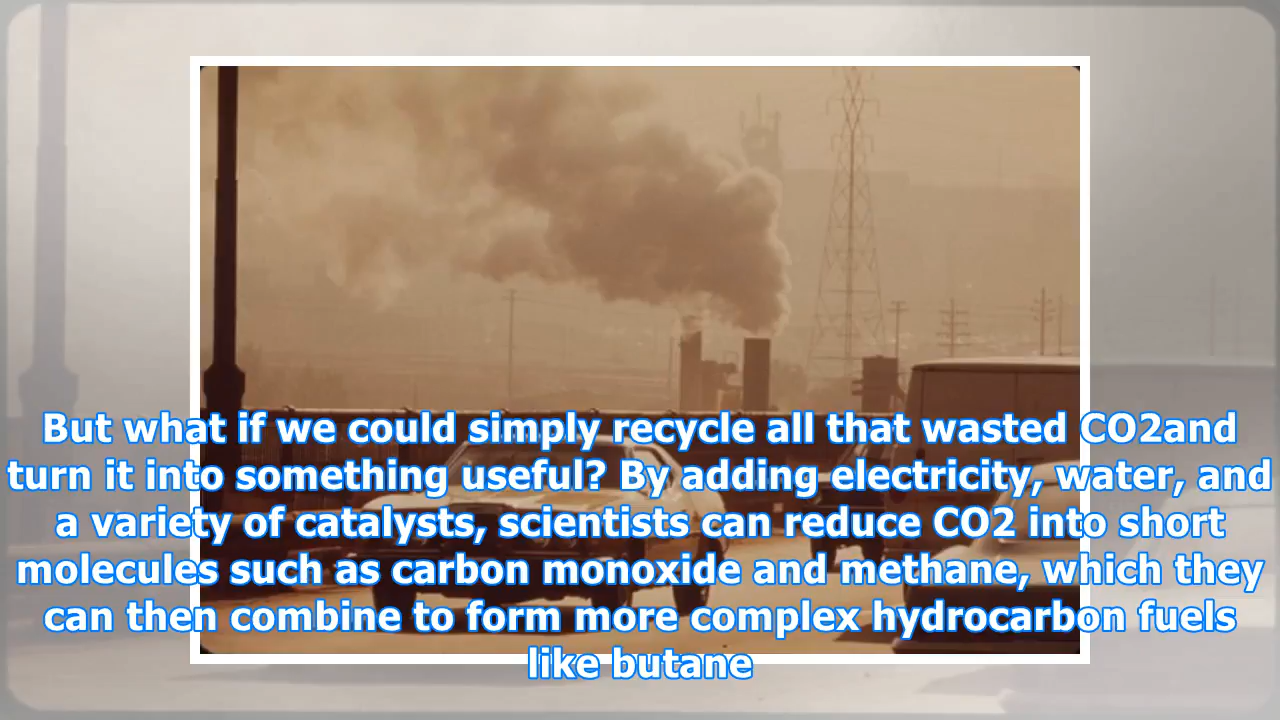 But what if we could simply recycle all that wasted CO2and
turn it into something useful? By adding electricity, water, and
a variety of catalysts, scientists can reduce CO2 into short
molecules such as carbon monoxide and methane, which they
can then combine to form more complex hydrocarbon fuels
like butane